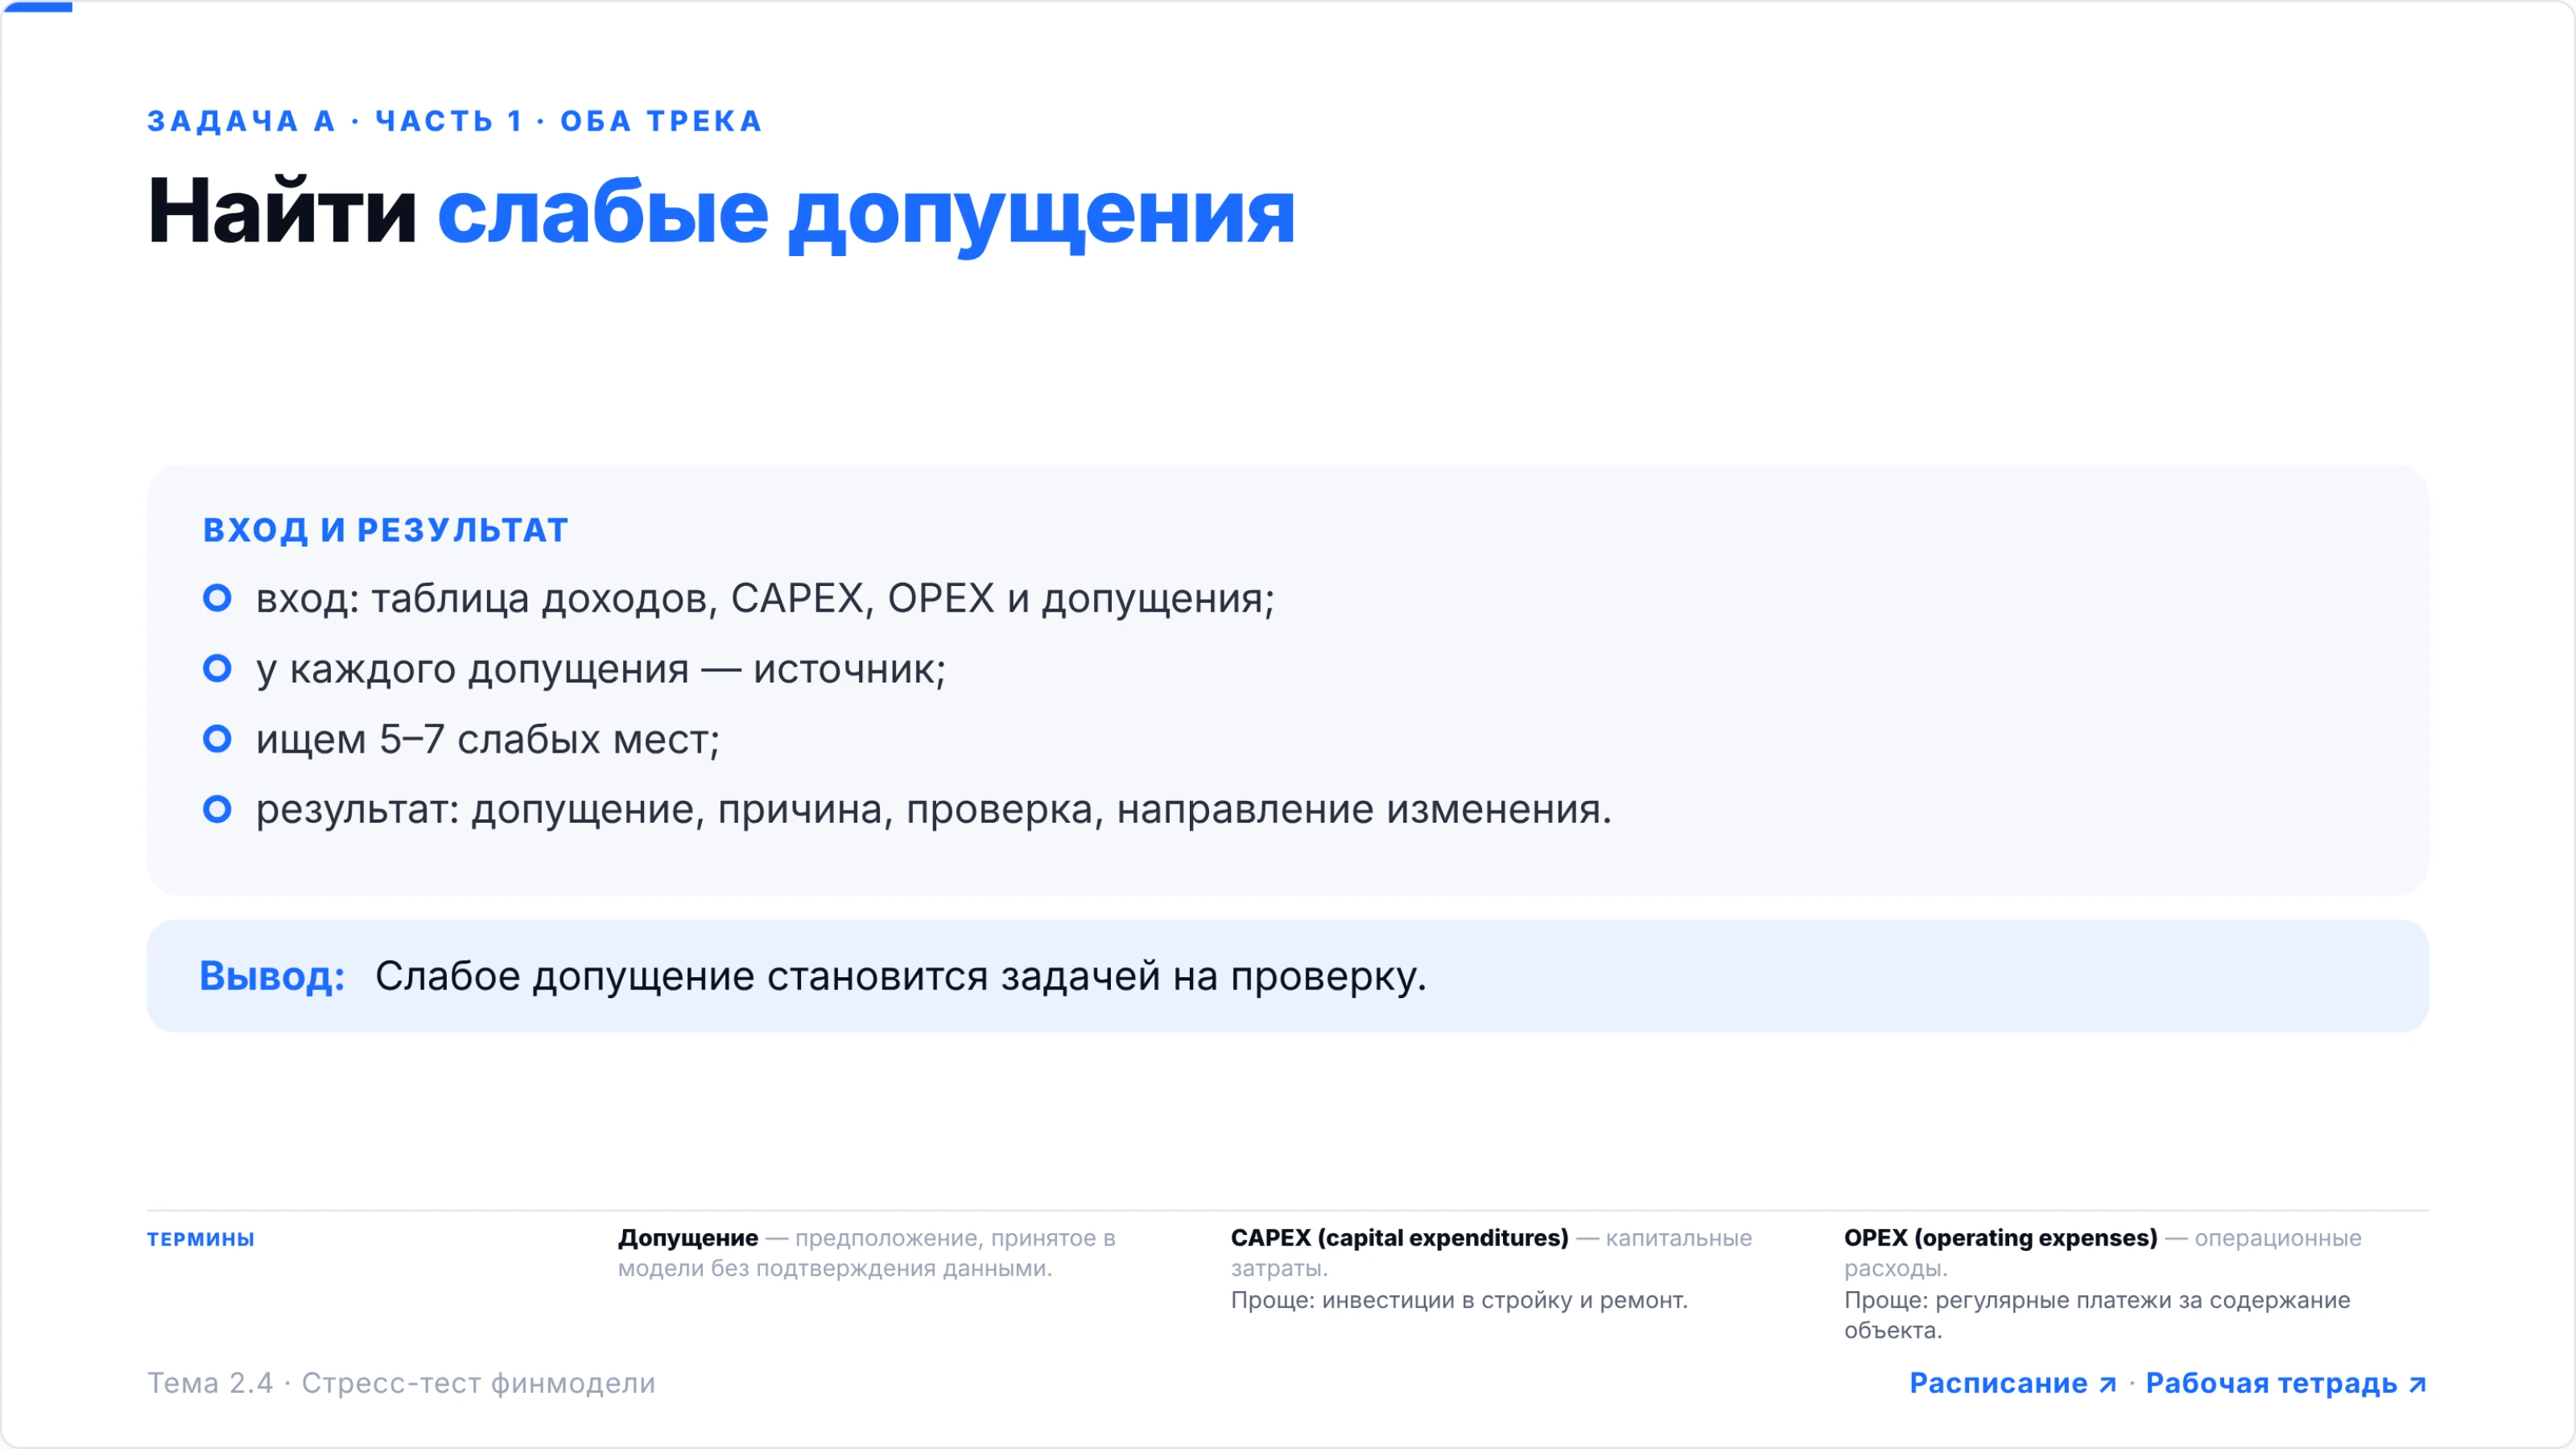 ЗАДАЧА А · ЧАСТЬ 1 · ОБА ТРЕКА
Найти слабые допущения
ВХОД И РЕЗУЛЬТАТ
вход: таблица доходов, CAPEX, OPEX и допущения;
у каждого допущения — источник;
ищем 5–7 слабых мест;
результат: допущение, причина, проверка, направление изменения.
Вывод: Слабое допущение становится задачей на проверку.
ТЕРМИНЫ
Допущение — предположение, принятое в
модели без подтверждения данными.
CAPEX (capital expenditures) — капитальные
затраты.
Проще: инвестиции в стройку и ремонт.
OPEX (operating expenses) — операционные
расходы.
Проще: регулярные платежи за содержание
объекта.
Тема 2.4 · Стресс-тест финмодели
Расписание ↗ · Рабочая тетрадь ↗